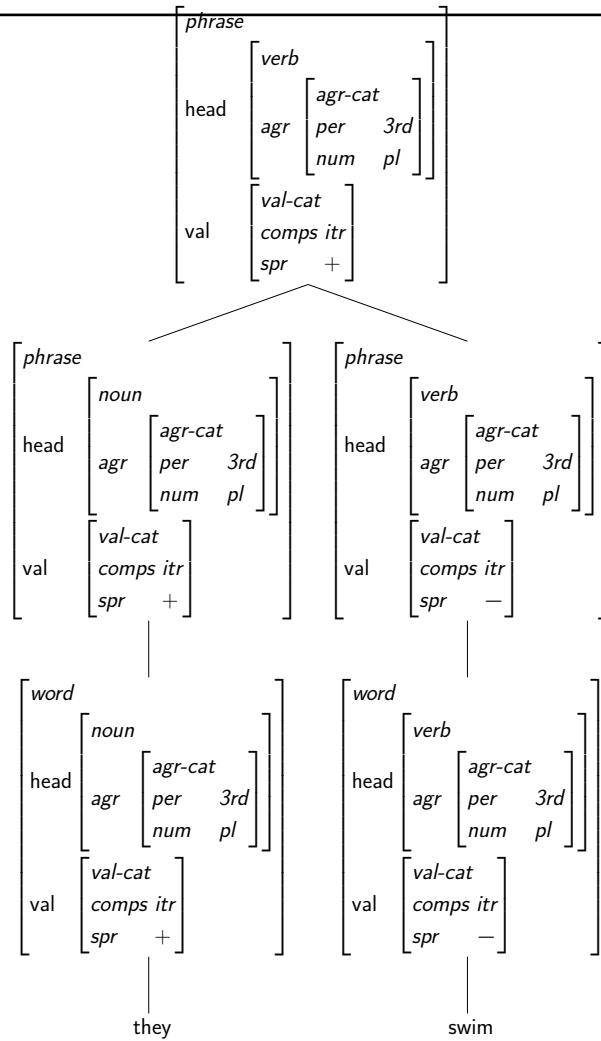 phrase
verb
head
agr-cat
agr per 3rd
num pl
val-cat
val comps itr
spr +
phrase
noun
head
agr-cat
agr per 3rd
num pl
val-cat
val comps itr
spr +
phrase
verb
head
agr-cat
agr per 3rd
num pl
val-cat
val comps itr
spr −
word
noun
head
agr-cat
agr per 3rd
num pl
val-cat
val comps itr
spr +
they
word
verb
head
agr-cat
agr per 3rd
num pl
val-cat
val comps itr
spr −
swim